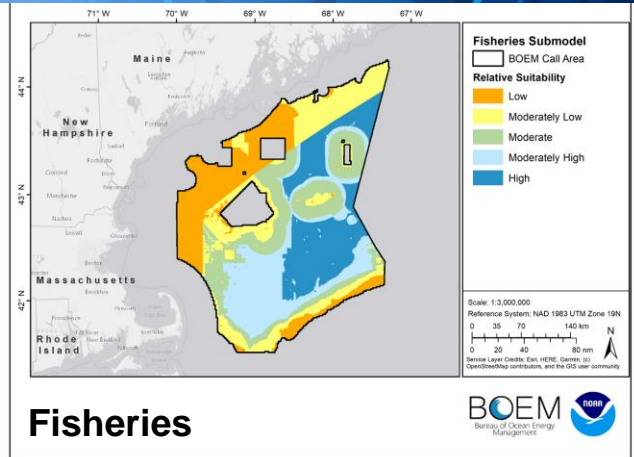 71° W
70° W
69° W
68° W
67° W
44° N
43° N
42° N
Maine
Augusta
New
Hampshire
Portland
Concord
Manchester
Massachusetts
Boston
Providence
Rhode
Island
Fisheries Submodel
BOEM Call Area
Relative Suitability
Low
Moderately Low
Moderate
Moderately High
High
Scale: 1:3,000,000
Reference System: NAD 1983 UTM Zone 19N
0 35 70 140 km
N
0 20 40 80 nm
Service Layer Credits: Esri, HERE, Garmin, (c)
OpenStreetMap contributors, and the GIS user community
Fisheries
BOEM
Bureau of Ocean Energy
Management
NOAA